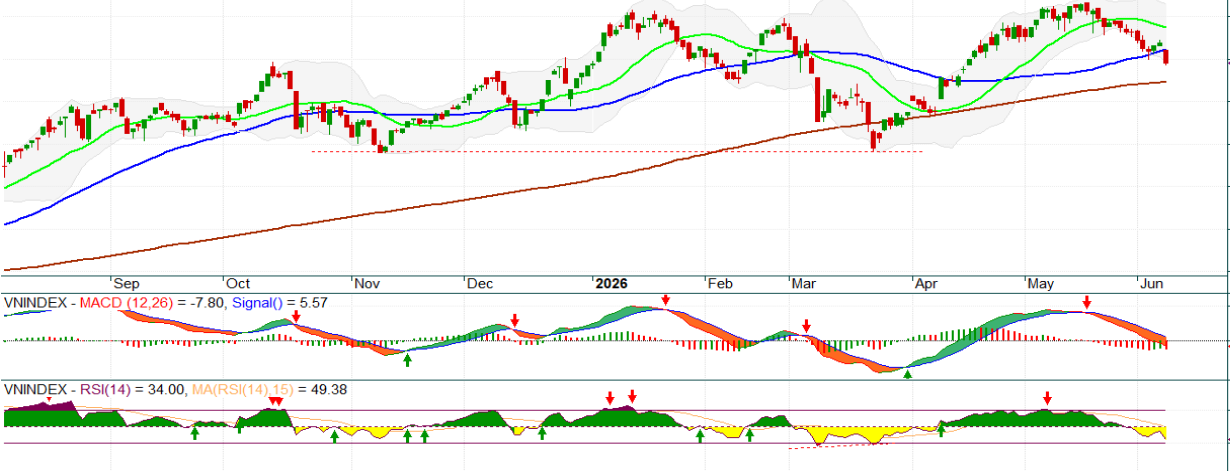 Sep Oct Nov Dec 2026 Feb Mar Apr May Jun
VNINDEX - MACD (12,26) = -7.80, Signal() = 5.57
VNINDEX - RSI(14) = 34.00, MA(RSI(14),15) = 49.38